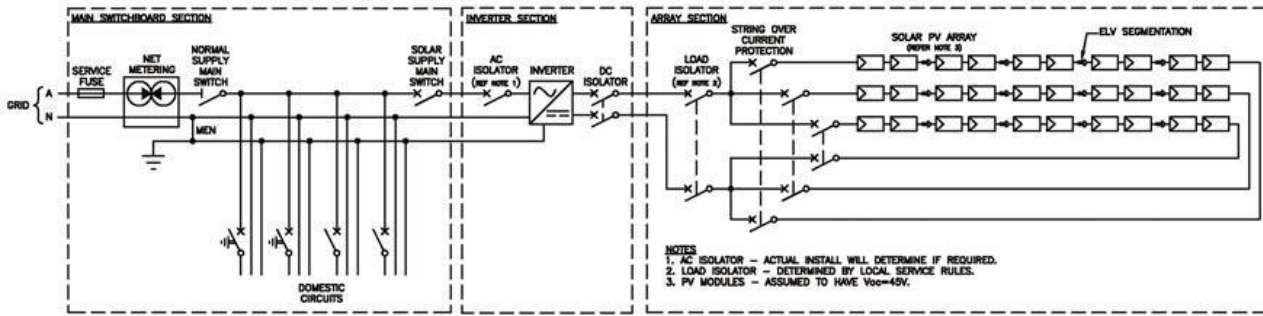 MAIN SWITCHBOARD SECTION
SERVICE
FUSE
NET
METERING
NORMAL
SUPPLY
MAIN
SWITCH
SOLAR
SUPPLY
MAIN
SWITCH
GRID
A
N
MEN
DOMESTIC
CIRCUITS
INVERTER SECTION
AC
ISOLATOR
(REF NOTE 1)
INVERTER
DC
ISOLATOR
ARRAY SECTION
LOAD
ISOLATOR
(REF NOTE 2)
STRING OVER
CURRENT
PROTECTION
SOLAR PV ARRAY
(REFER NOTE 3)
ELV SEGMENTATION
NOTES
1. AC ISOLATOR – ACTUAL INSTALL WILL DETERMINE IF REQUIRED.
2. LOAD ISOLATOR – DETERMINED BY LOCAL SERVICE RULES.
3. PV MODULES – ASSUMED TO HAVE Voc=45V.